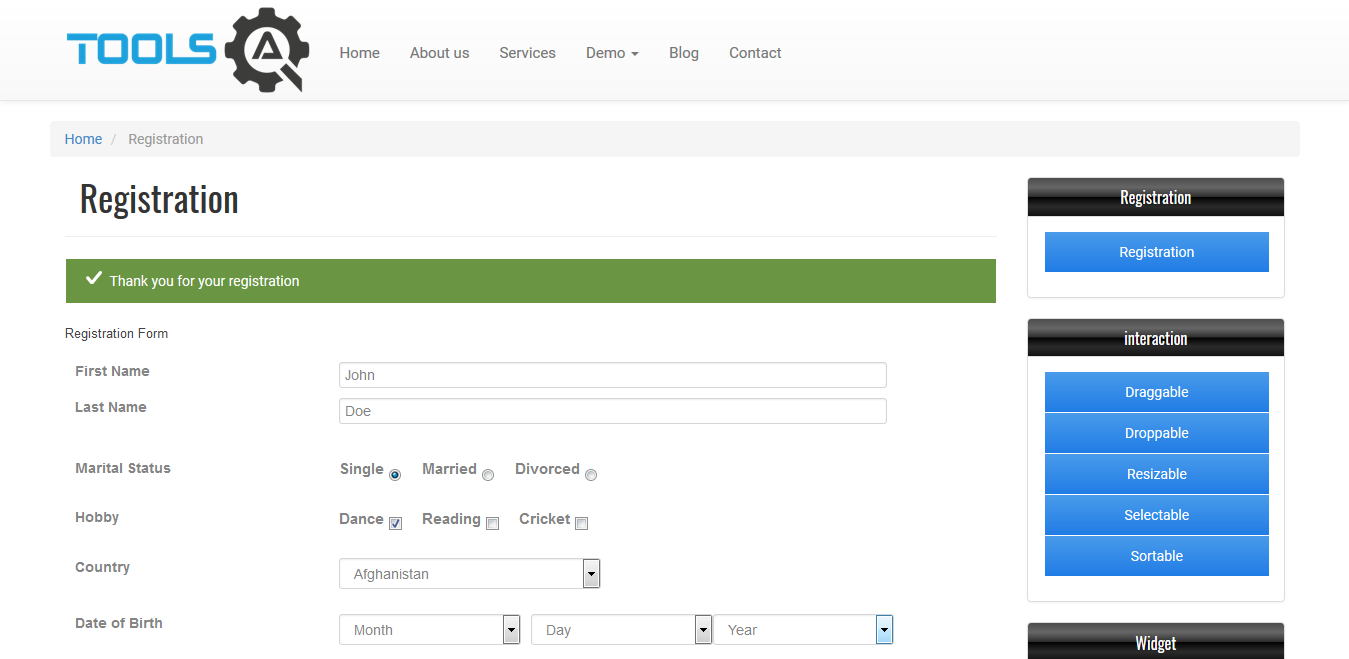 TOOLS QA
Home About us Services Demo Blog Contact
Home / Registration
Registration
Thank you for your registration
Registration Form
First Name John
Last Name Doe
Marital Status Single Married Divorced
Hobby Dance Reading Cricket
Country Afghanistan
Date of Birth Month Day Year
Registration
Registration
interaction
Draggable
Droppable
Resizable
Selectable
Sortable
Widget